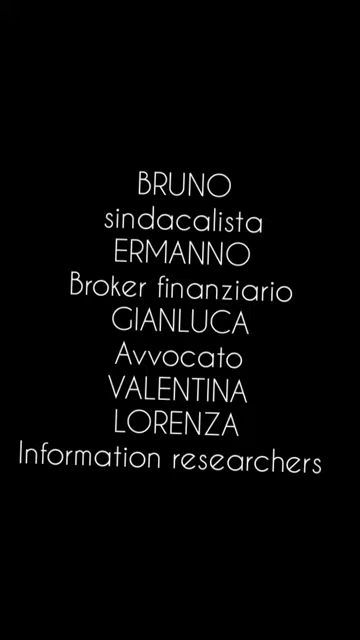 BRUNO
sindacalista
ERMANNO
Broker finanziario
GIANLUCA
Avvocato
VALENTINA
LORENZA
Information researchers